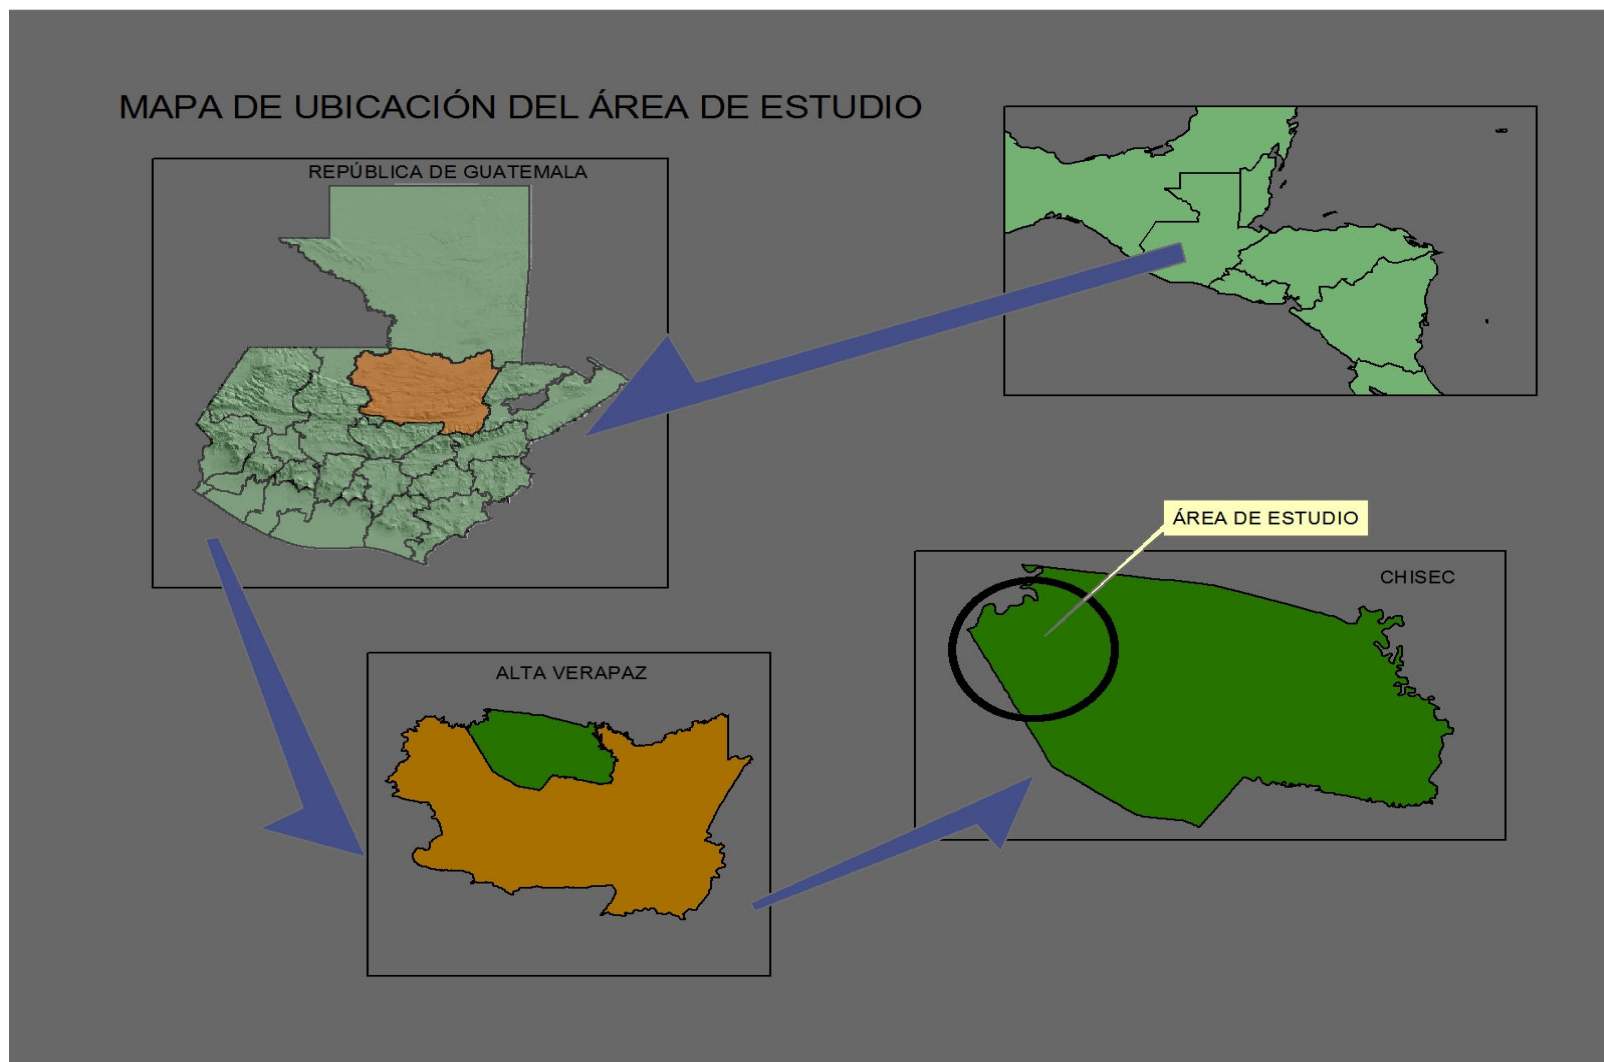 MAPA DE UBICACIÓN DEL ÁREA DE ESTUDIO
REPÚBLICA DE GUATEMALA
ÁREA DE ESTUDIO
CHISEC
ALTA VERAPAZ